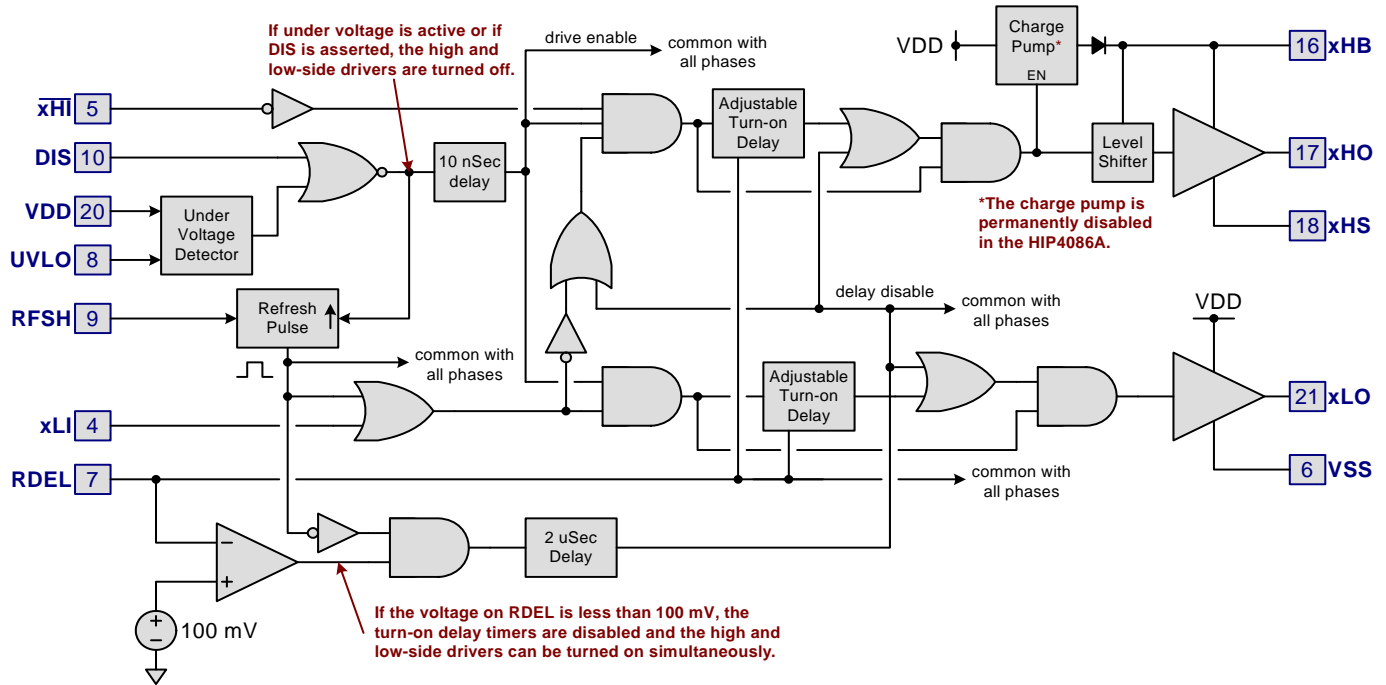 If under voltage is active or if
DIS is asserted, the high and
low-side drivers are turned off.
drive enable
common with
all phases
VDD
Charge
Pump*
EN
16 xHB
xHI 5
Adjustable
Turn-on
Delay
Level
Shifter
17 xHO
DIS 10
10 nSec
delay
VDD 20
Under
Voltage
Detector
UVLO 8
*The charge pump is
permanently disabled
in the HIP4086A.
18 xHS
RFSH 9
Refresh
Pulse
delay disable
common with
all phases
VDD
common with
all phases
Adjustable
Turn-on
Delay
21 xLO
xLI 4
RDEL 7
common with
all phases
6 VSS
−
+
2 uSec
Delay
+
−
100 mV
If the voltage on RDEL is less than 100 mV, the
turn-on delay timers are disabled and the high and
low-side drivers can be turned on simultaneously.